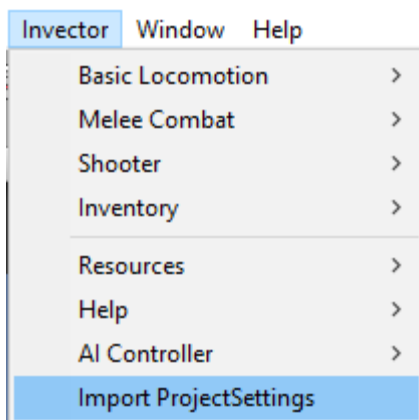 Invector Window Help
Basic Locomotion
Melee Combat
Shooter
Inventory
Resources
Help
AI Controller
Import ProjectSettings